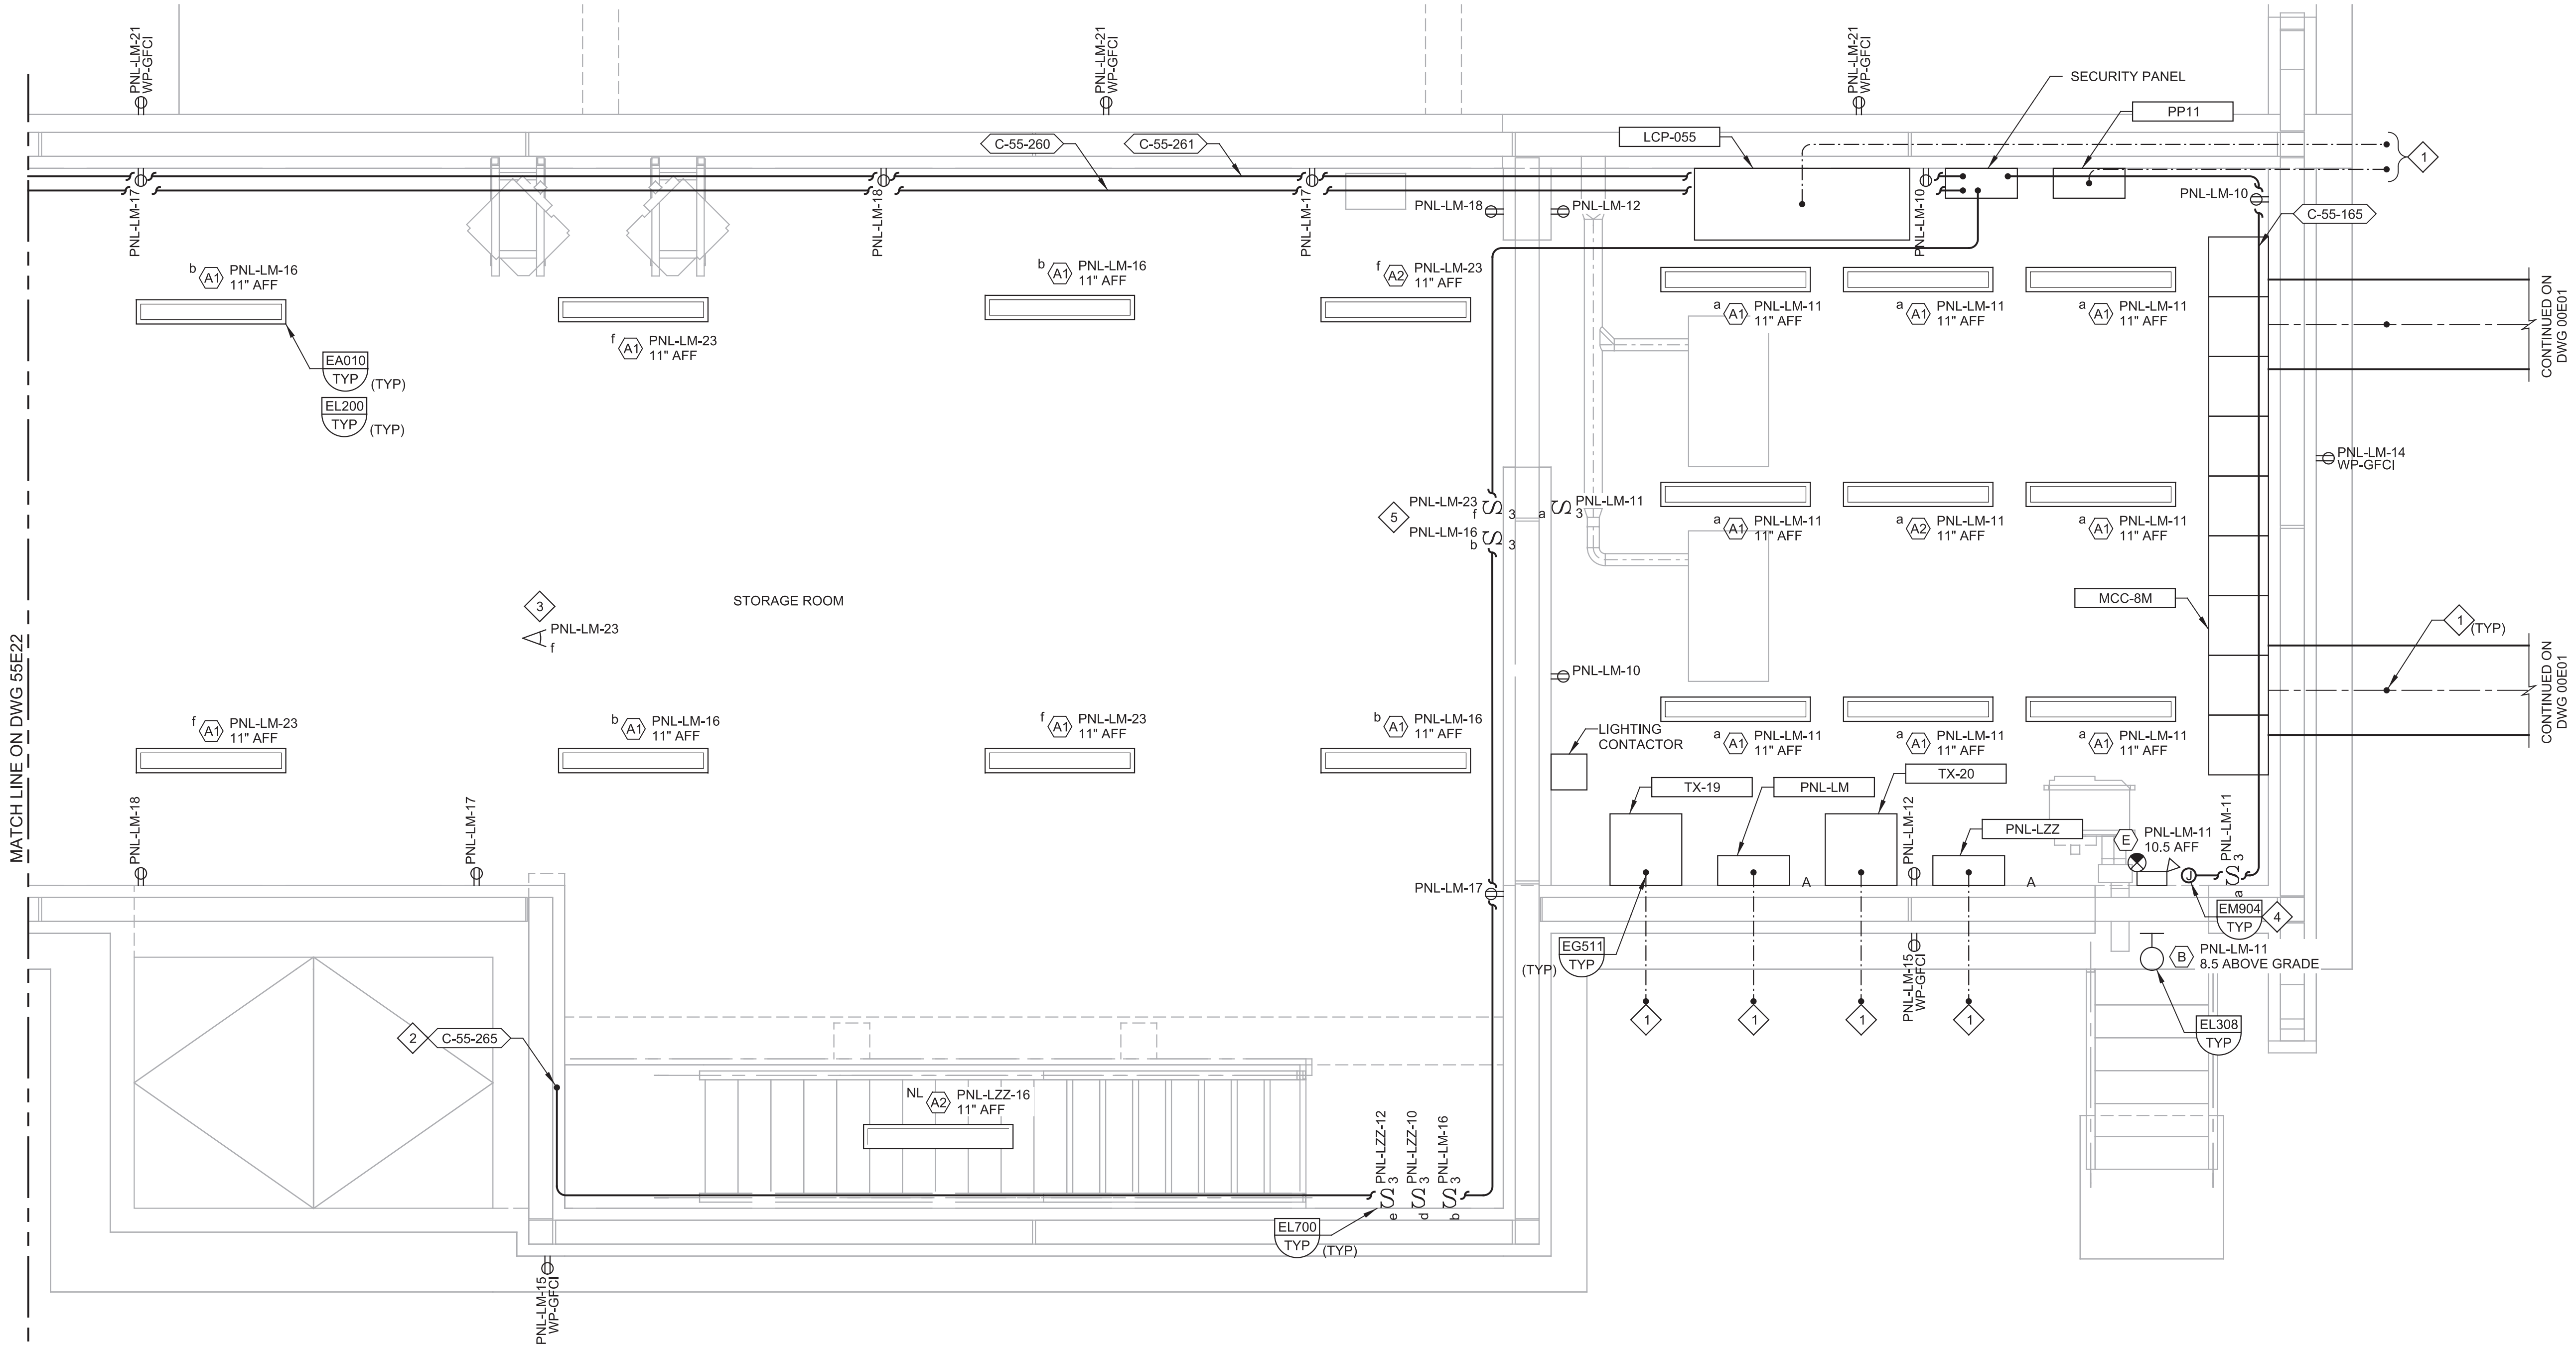 PNL-LM-21
WP-GFCI
PNL-LM-21
WP-GFCI
PNL-LM-21
WP-GFCI
SECURITY PANEL
PP11
LCP-055
C-55-260
C-55-261
1
PNL-LM-17
PNL-LM-18
PNL-LM-17
PNL-LM-18
PNL-LM-12
PNL-LM-10
PNL-LM-10
C-55-165
b
A1
PNL-LM-16
11" AFF
b
A1
PNL-LM-16
11" AFF
f
A2
PNL-LM-23
11" AFF
f
A1
PNL-LM-23
11" AFF
a
A1
PNL-LM-11
11" AFF
a
A1
PNL-LM-11
11" AFF
a
A1
PNL-LM-11
11" AFF
CONTINUED ON
DWG 00E01
EA010
TYP
(TYP)
EL200
TYP
(TYP)
PNL-LM-14
WP-GFCI
5
PNL-LM-23
S
f
3
PNL-LM-16
S
b
3
a
S
3
PNL-LM-11
a
A1
PNL-LM-11
11" AFF
a
A2
PNL-LM-11
11" AFF
a
A1
PNL-LM-11
11" AFF
3
PNL-LM-23
f
STORAGE ROOM
MCC-8M
1
(TYP)
CONTINUED ON
DWG 00E01
MATCH LINE ON DWG 55E22
PNL-LM-10
f
A1
PNL-LM-23
11" AFF
b
A1
PNL-LM-16
11" AFF
f
A1
PNL-LM-23
11" AFF
b
A1
PNL-LM-16
11" AFF
LIGHTING
CONTACTOR
a
A1
PNL-LM-11
11" AFF
a
A1
PNL-LM-11
11" AFF
a
A1
PNL-LM-11
11" AFF
TX-19
PNL-LM
TX-20
PNL-LM-12
PNL-LZZ
E
PNL-LM-11
10.5 AFF
J
PNL-LM-11
S
3
a
PNL-LM-18
PNL-LM-17
PNL-LM-17
A
A
EM904
TYP
4
EG511
TYP
(TYP)
PNL-LM-15
WP-GFCI
B
PNL-LM-11
8.5 ABOVE GRADE
1
1
1
1
EL308
TYP
2
C-55-265
NL
A2
PNL-LZZ-16
11" AFF
PNL-LZZ-12
S
3
e
PNL-LZZ-10
S
3
d
PNL-LM-16
S
3
b
EL700
TYP
(TYP)
PNL-LM-15
WP-GFCI